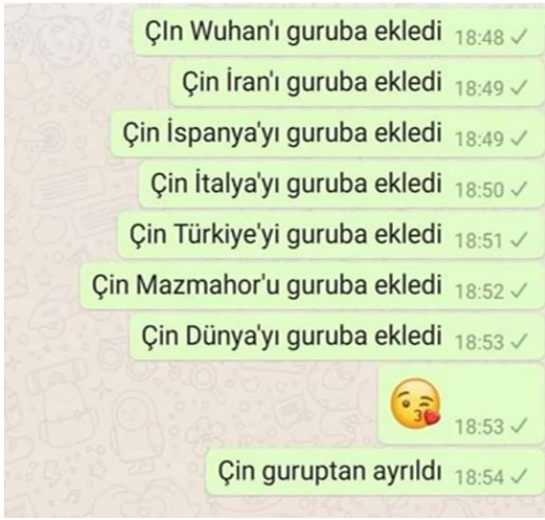 ÇIn Wuhan'ı guruba ekledi 18:48
Çin İran'ı guruba ekledi 18:49
Çin İspanya'yı guruba ekledi 18:49
Çin İtalya'yı guruba ekledi 18:50
Çin Türkiye'yi guruba ekledi 18:51
Çin Mazmahor'u guruba ekledi 18:52
Çin Dünya'yı guruba ekledi 18:53
😘 18:53
Çin guruptan ayrıldı 18:54